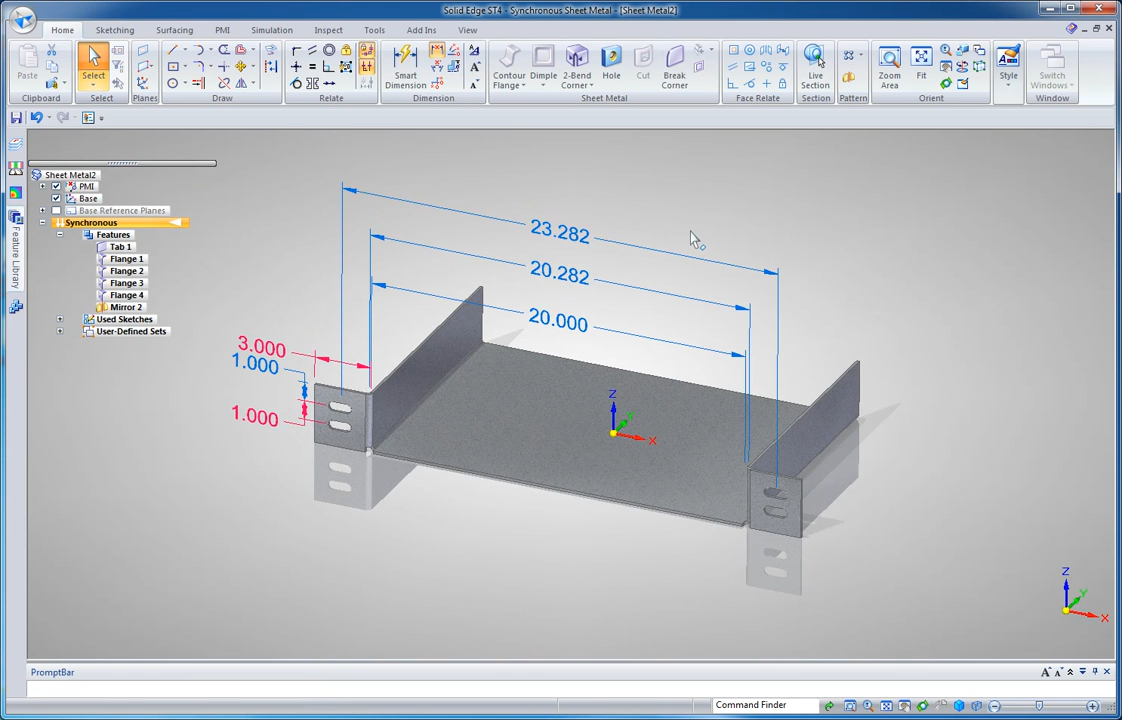 Solid Edge ST4 - Synchronous Sheet Metal - [Sheet Metal2]
Home Sketching Surfacing PMI Simulation Inspect Tools Add Ins View
Paste
Clipboard
Select
Select
Planes
Draw
Relate
Smart
Dimension
Dimension
Contour
Flange
Dimple
2-Bend
Corner
Hole
Cut
Break
Corner
Sheet Metal
Face Relate
Live
Section
Section
Pattern
Zoom
Area
Fit
Orient
Style
Switch
Windows
Window
Feature Library
Sheet Metal2
PMI
Base
Base Reference Planes
Synchronous
Features
Tab 1
Flange 1
Flange 2
Flange 3
Flange 4
Mirror 2
Used Sketches
User-Defined Sets
23.282
20.282
20.000
3.000
1.000
1.000
Z
Y
X
Z
Y
X
PromptBar
Command Finder